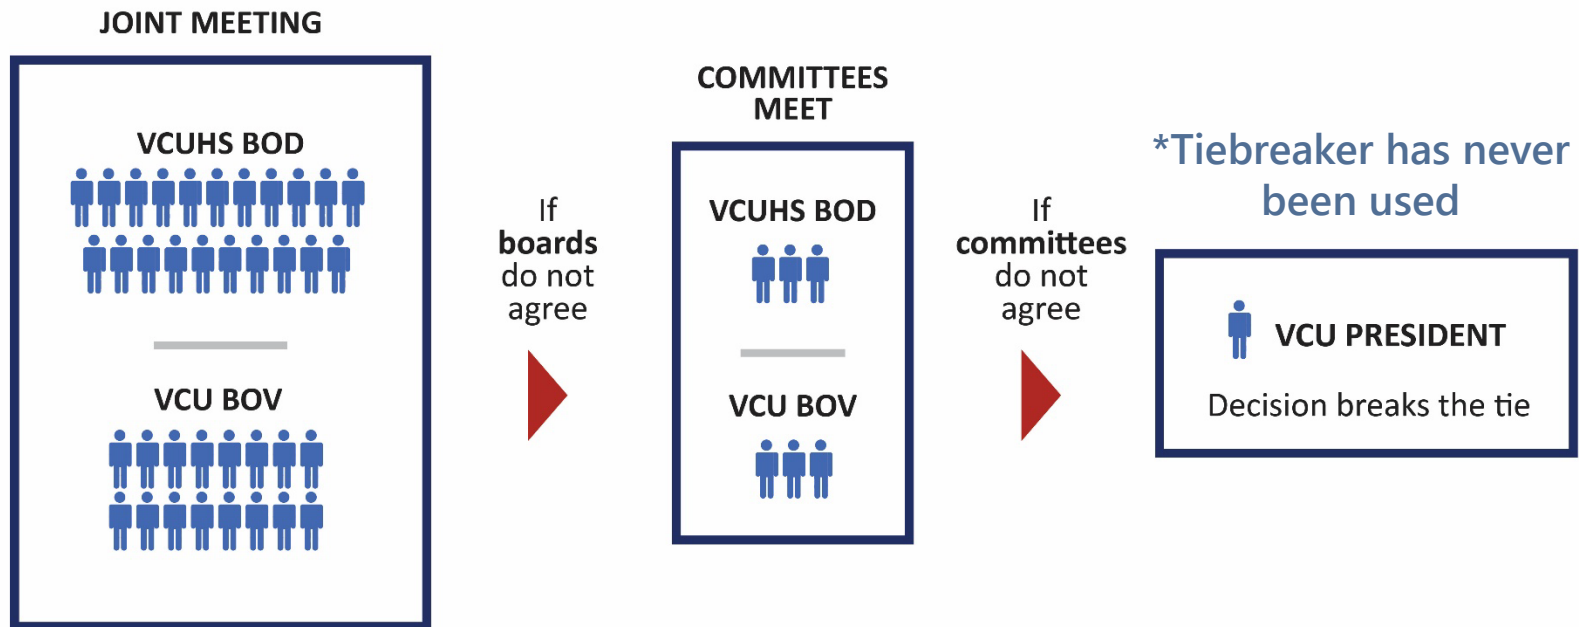 JOINT MEETING
VCUHS BOD
VCU BOV
If
boards
do not
agree
COMMITTEES
MEET
VCUHS BOD
VCU BOV
If
committees
do not
agree
*Tiebreaker has never
been used
VCU PRESIDENT
Decision breaks the tie